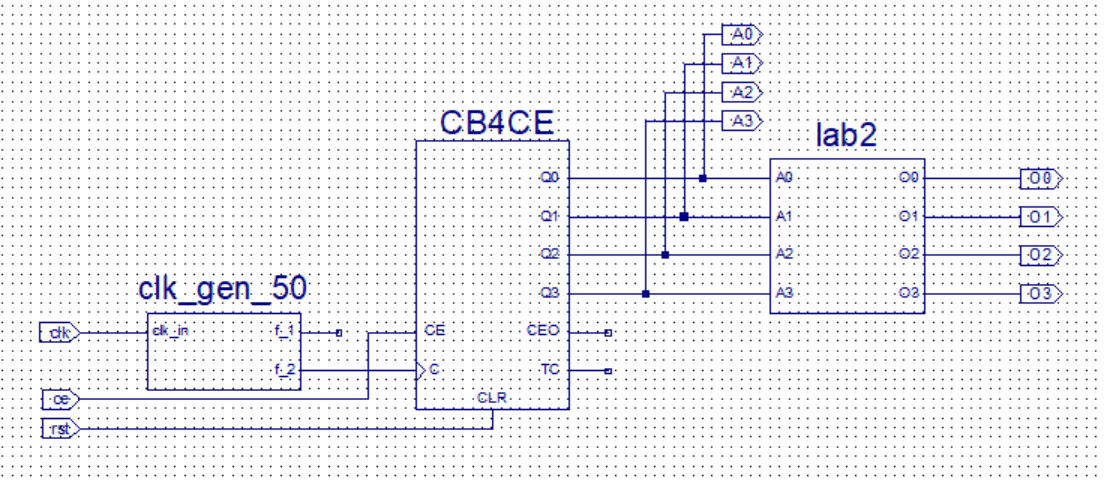 A0
A1
A2
A3
CB4CE
lab2
Q0 A0 O0 O0
Q1 A1 O1 O1
Q2 A2 O2 O2
clk_gen_50
Q3 A3 O3 O3
clk clk_in f_1 CE CEO
f_2 C TC
ce CLR
rst